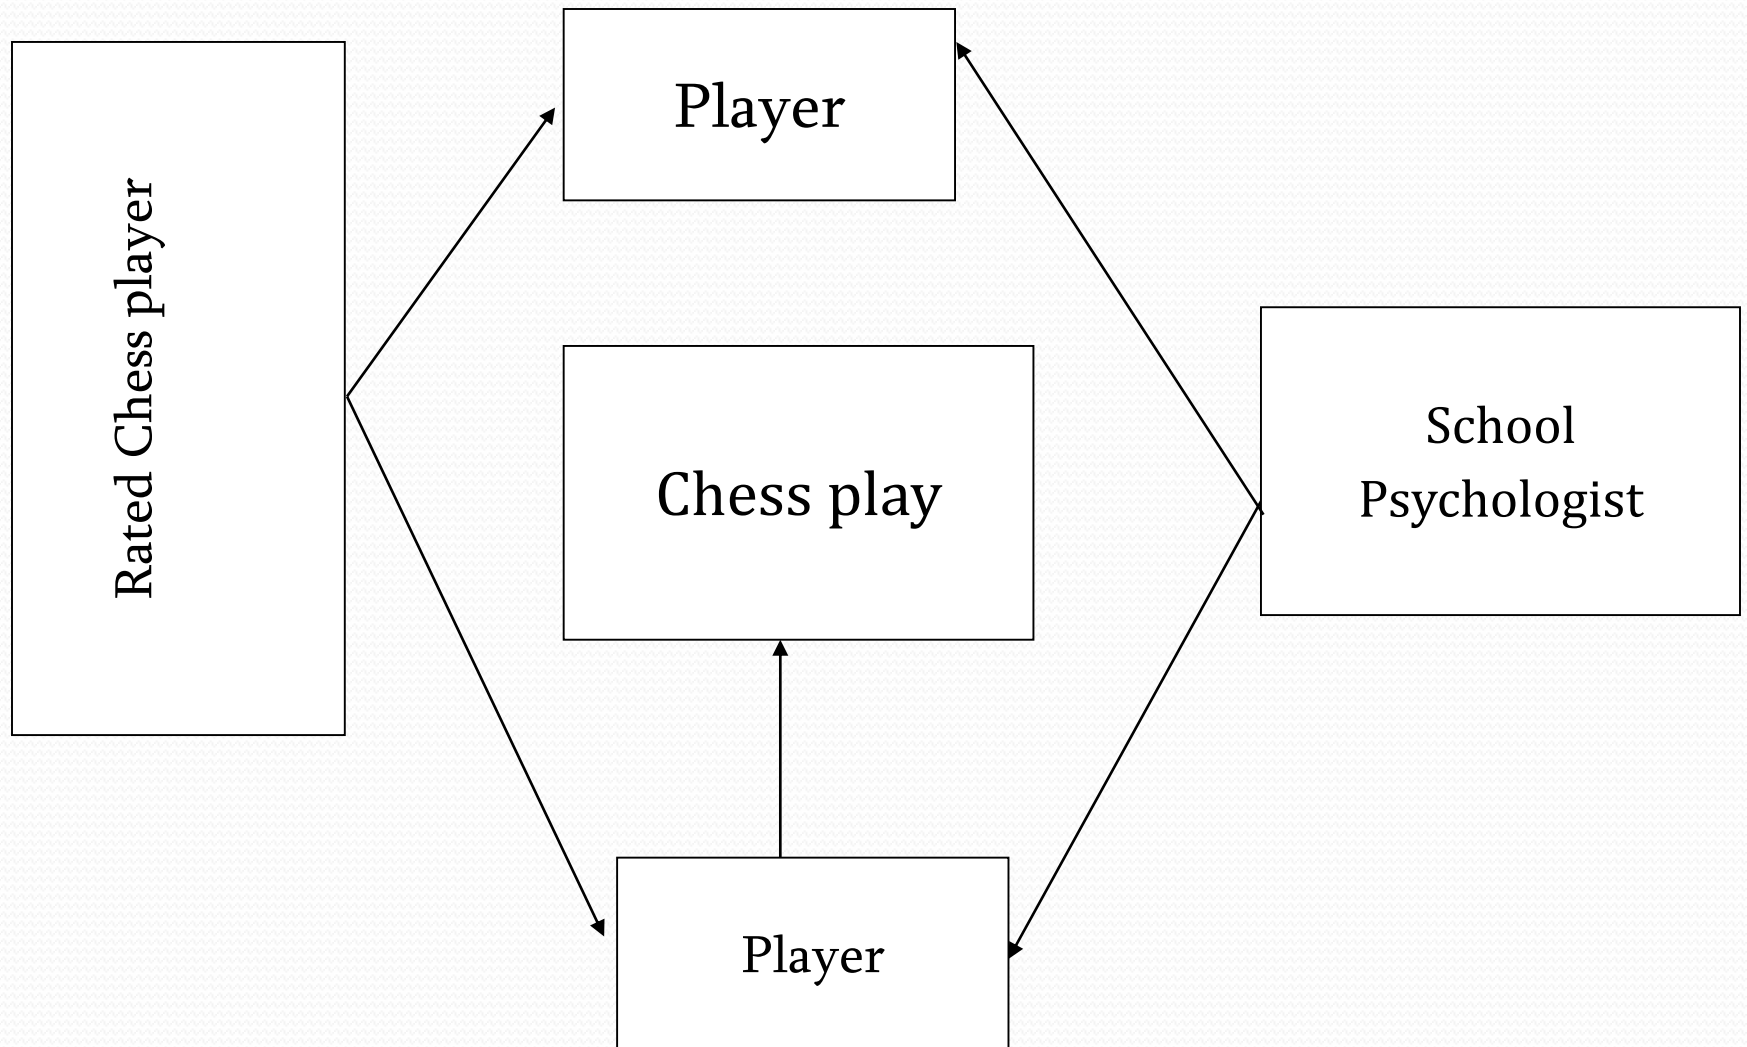 Player
Rated Chess player
Chess play
School
Psychologist
Player